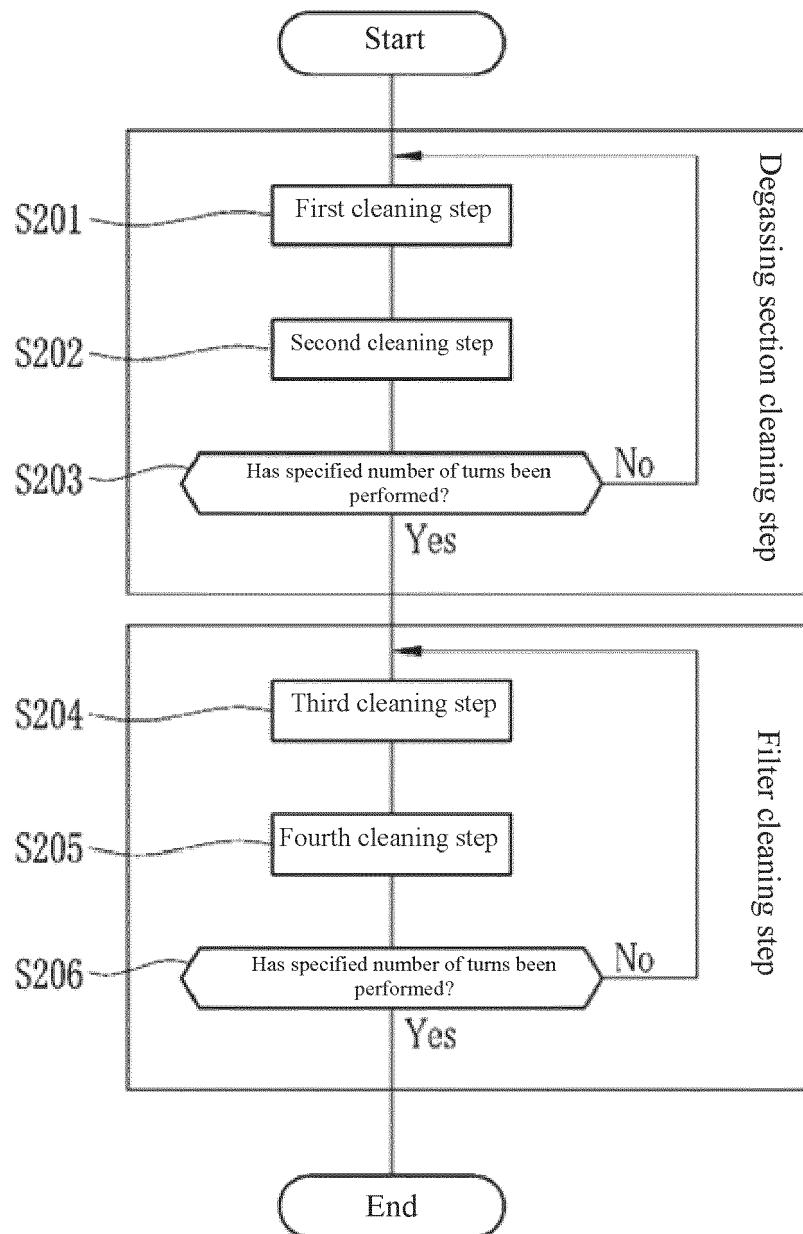 Start
Degassing section cleaning step
S201
First cleaning step
S202
Second cleaning step
S203
Has specified number of turns been
performed?
No
Yes
Filter cleaning step
S204
Third cleaning step
S205
Fourth cleaning step
S206
Has specified number of turns been
performed?
No
Yes
End